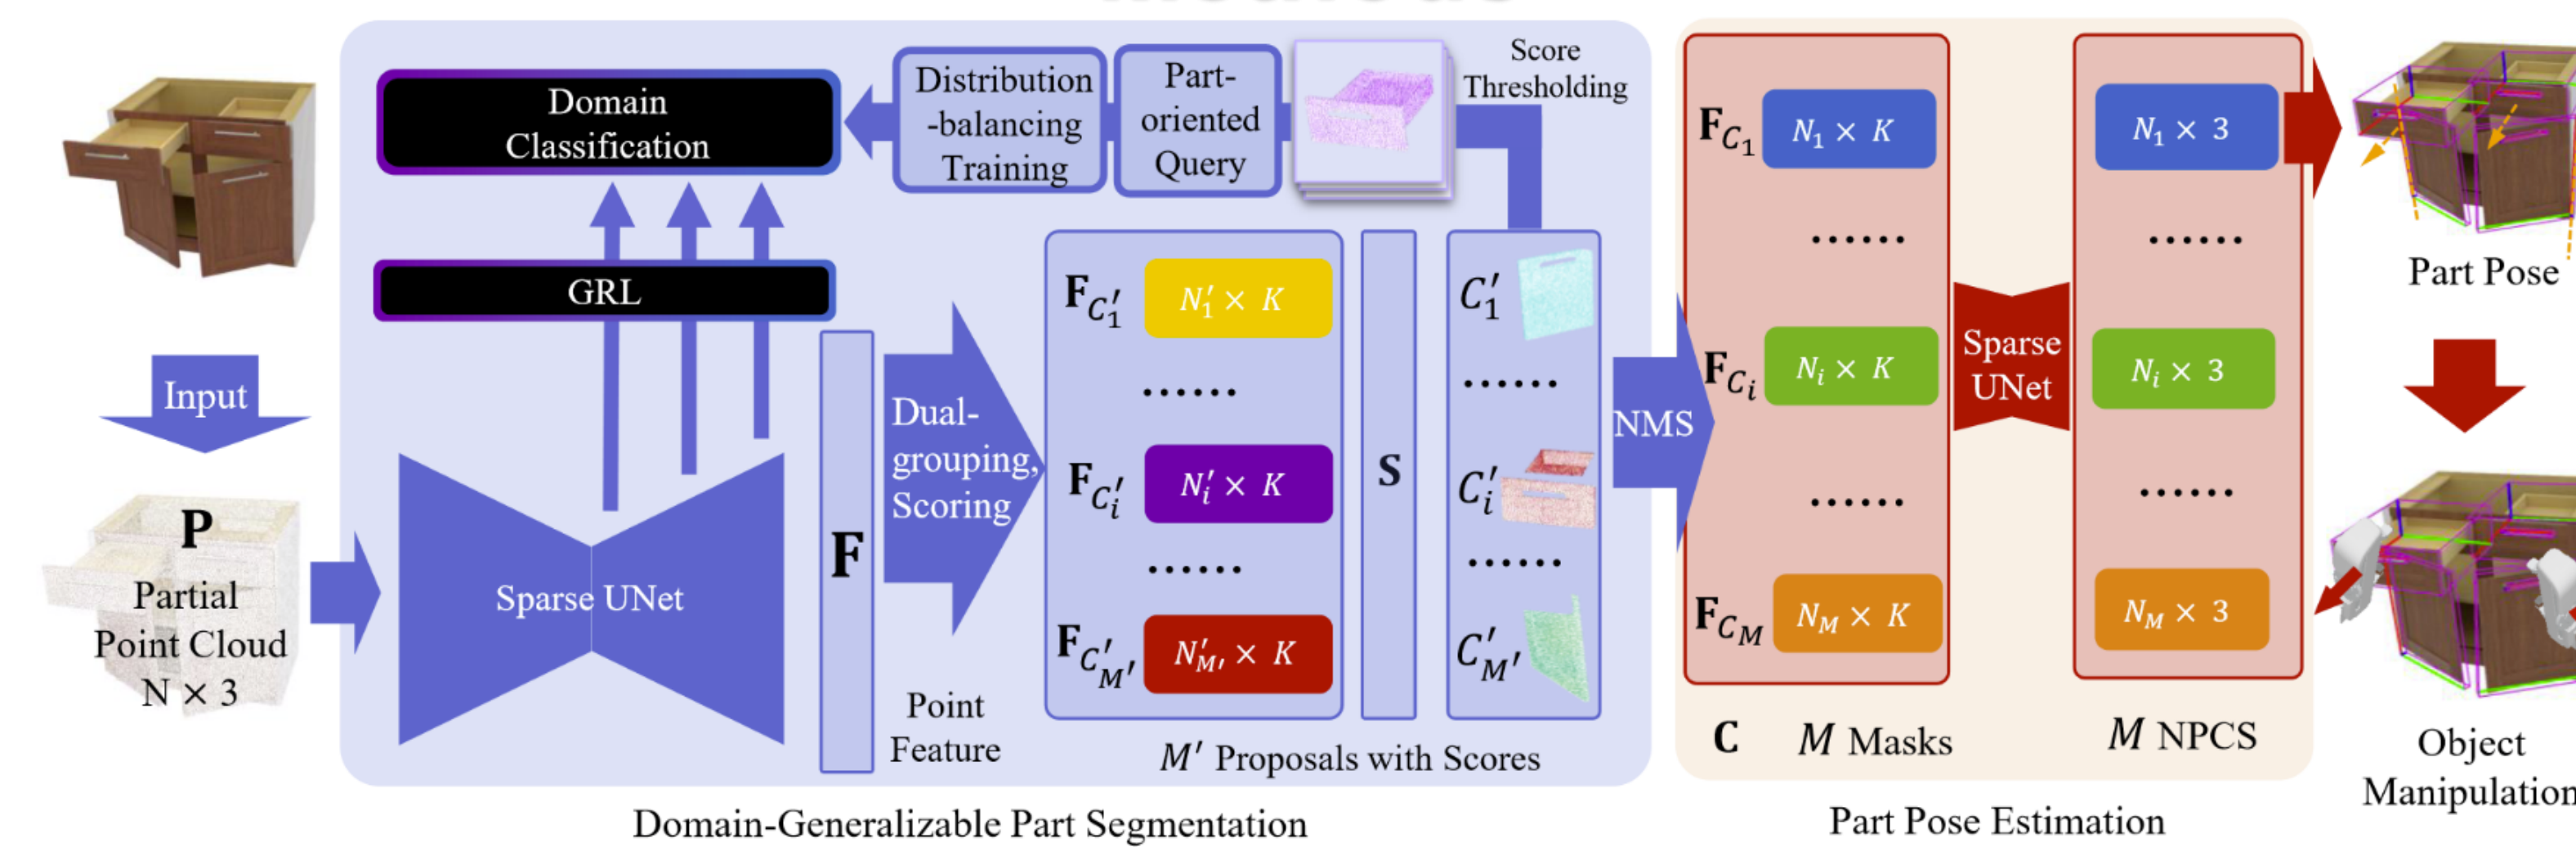 Input
P
Partial
Point Cloud
N × 3
Domain
Classification
GRL
Sparse UNet
F
Distribution
-balancing
Training
Part-
oriented
Query
Score
Thresholding
Dual-
grouping,
Scoring
Point
Feature
F_{C′_1} N′_1 × K
......
F_{C′_i} N′_i × K
......
F_{C′_{M′}} N′_{M′} × K
S
C′_1
......
C′_i
......
C′_{M′}
M′ Proposals with Scores
Domain-Generalizable Part Segmentation
NMS
F_{C_1} N_1 × K
......
F_{C_i} N_i × K
......
F_{C_M} N_M × K
C M Masks
Sparse
UNet
N_1 × 3
......
N_i × 3
......
N_M × 3
M NPCS
Part Pose Estimation
Part Pose
Object
Manipulation